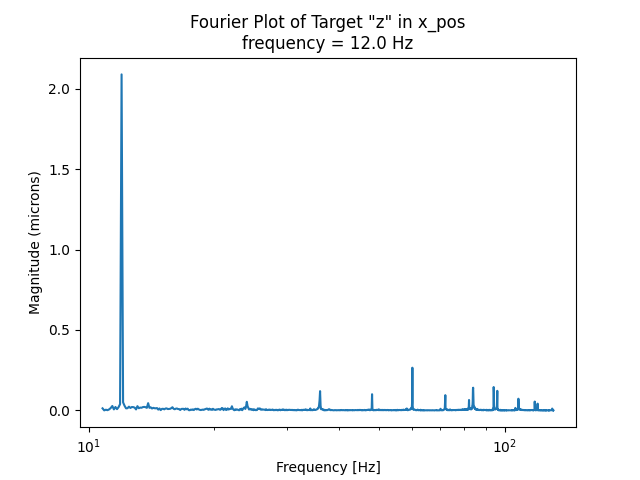 Fourier Plot of Target "z" in x_pos
frequency = 12.0 Hz
Magnitude (microns)
2.0
1.5
1.0
0.5
0.0
10¹
10²
Frequency [Hz]